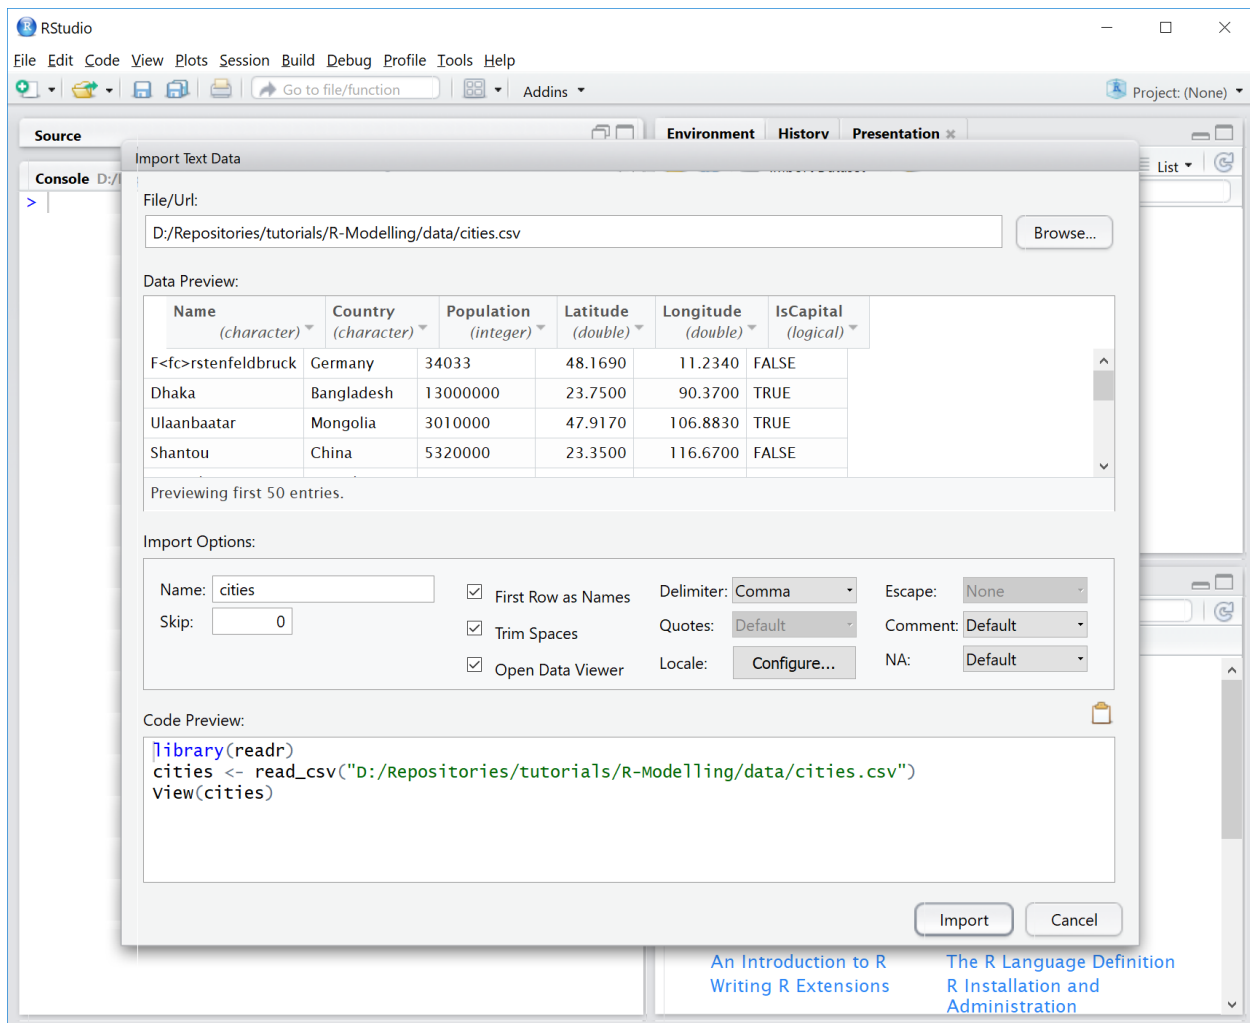 RStudio
File Edit Code View Plots Session Build Debug Profile Tools Help
Go to file/function
Addins
Project: (None)
Source
Environment History Presentation
List
Console D:/
>
Import Text Data
File/Url:
D:/Repositories/tutorials/R-Modelling/data/cities.csv
Browse...
Data Preview:
Name Country Population Latitude Longitude IsCapital
(character) (character) (integer) (double) (double) (logical)
F<fc>rstenfeldbruck Germany 34033 48.1690 11.2340 FALSE
Dhaka Bangladesh 13000000 23.7500 90.3700 TRUE
Ulaanbaatar Mongolia 3010000 47.9170 106.8830 TRUE
Shantou China 5320000 23.3500 116.6700 FALSE
Previewing first 50 entries.
Import Options:
Name: cities
Skip: 0
First Row as Names
Trim Spaces
Open Data Viewer
Delimiter: Comma
Quotes: Default
Locale: Configure...
Escape: None
Comment: Default
NA: Default
Code Preview:
library(readr)
cities <- read_csv("D:/Repositories/tutorials/R-Modelling/data/cities.csv")
View(cities)
Import Cancel
An Introduction to R The R Language Definition
Writing R Extensions R Installation and
Administration